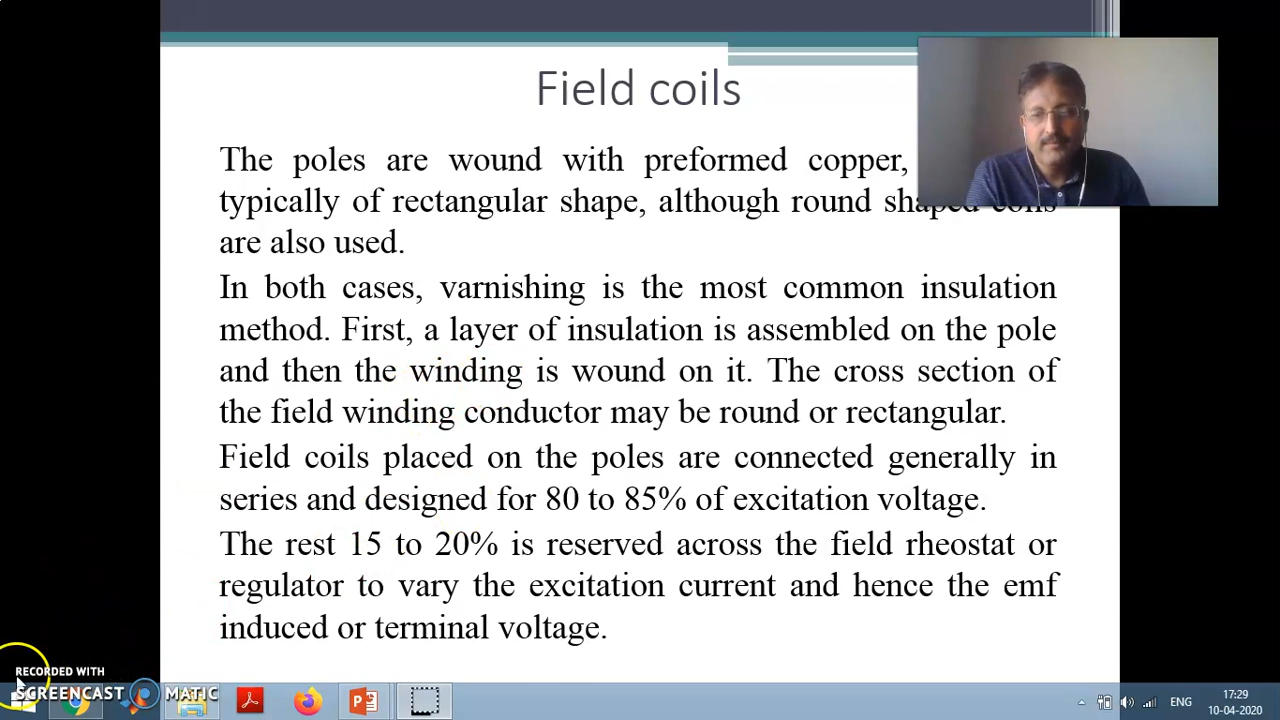 Field coils
The poles are wound with preformed copper,
typically of rectangular shape, although round shaped coils
are also used.
In both cases, varnishing is the most common insulation
method. First, a layer of insulation is assembled on the pole
and then the winding is wound on it. The cross section of
the field winding conductor may be round or rectangular.
Field coils placed on the poles are connected generally in
series and designed for 80 to 85% of excitation voltage.
The rest 15 to 20% is reserved across the field rheostat or
regulator to vary the excitation current and hence the emf
induced or terminal voltage.
RECORDED WITH
SCREENCAST MATIC
ENG
17:29
10-04-2020